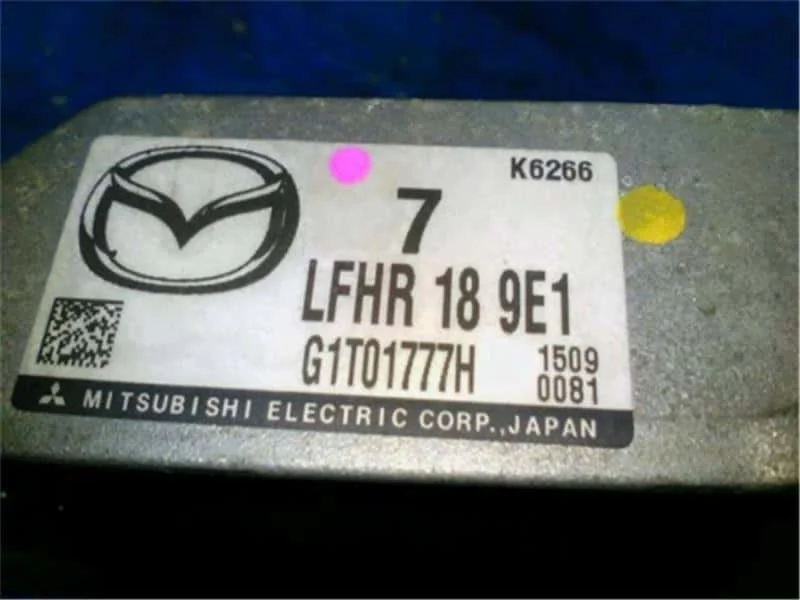 K6266
7
LFHR 18 9E1
G1T01777H 1509
0081
MITSUBISHI ELECTRIC CORP.,JAPAN